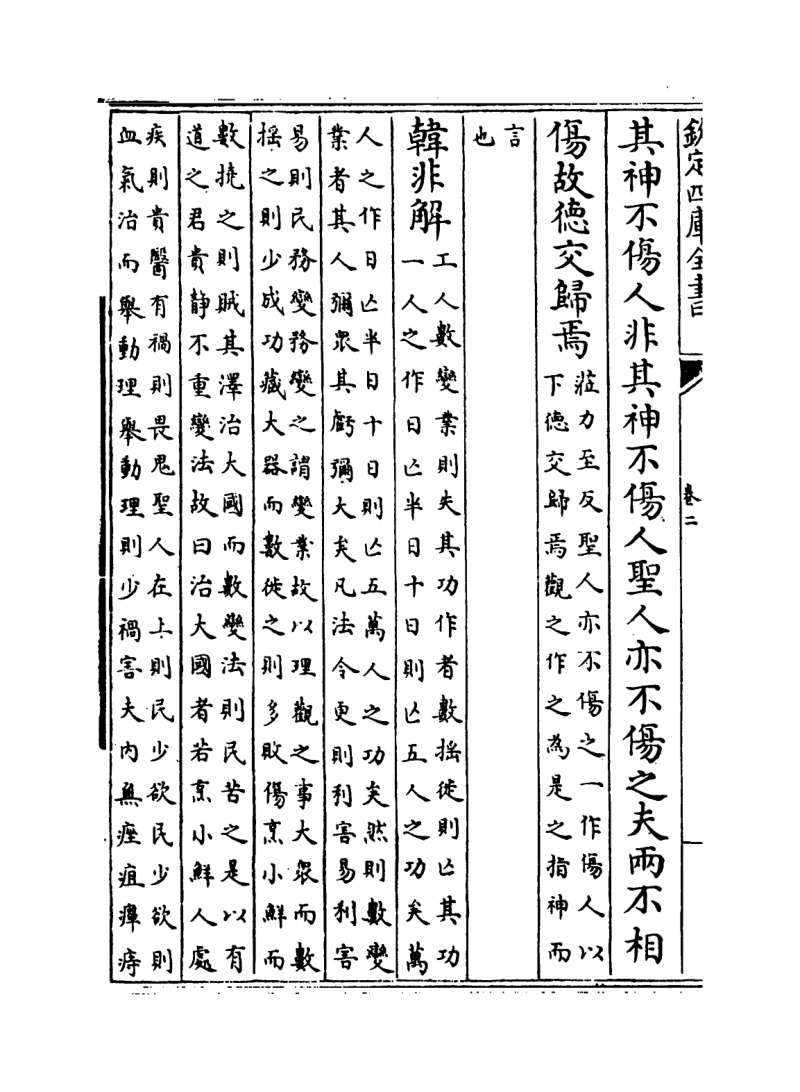 欽定四庫全書
卷二
其神不傷人非其神不傷人聖人亦不傷之夫兩不相
傷故德交歸焉
莅力至反聖人亦不傷之一作傷人以
下德交歸焉觀之作之為是之指神而
言
也
韓非解
工人數變業則失其功作者數搖徙則亡其功
一人之作日亡半日十日則亡五人之功矣萬
人之作日亡半日十日則亡五萬人之功矣然則數變
業者其人彌眾其虧彌大矣凡法令更則利害易利害
易則民務變務變之謂變業故以理觀之事大眾而數
搖之則少成功藏大器而數徙之則多敗傷烹小鮮而
數撓之則賊其澤治大國而數變法則民苦之是以有
道之君貴静不重變法故曰治大國者若烹小鮮人處
疾則貴醫有禍則畏鬼聖人在上則民少欲民少欲則
血氣治而舉動理舉動理則少禍害夫内無痤疽癉痔